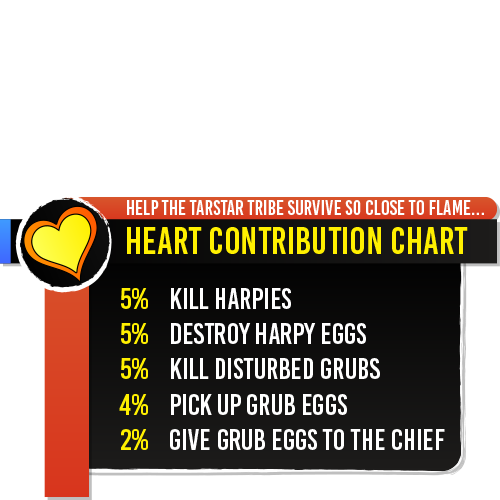 HELP THE TARSTAR TRIBE SURVIVE SO CLOSE TO FLAME...
HEART CONTRIBUTION CHART
5% KILL HARPIES
5% DESTROY HARPY EGGS
5% KILL DISTURBED GRUBS
4% PICK UP GRUB EGGS
2% GIVE GRUB EGGS TO THE CHIEF